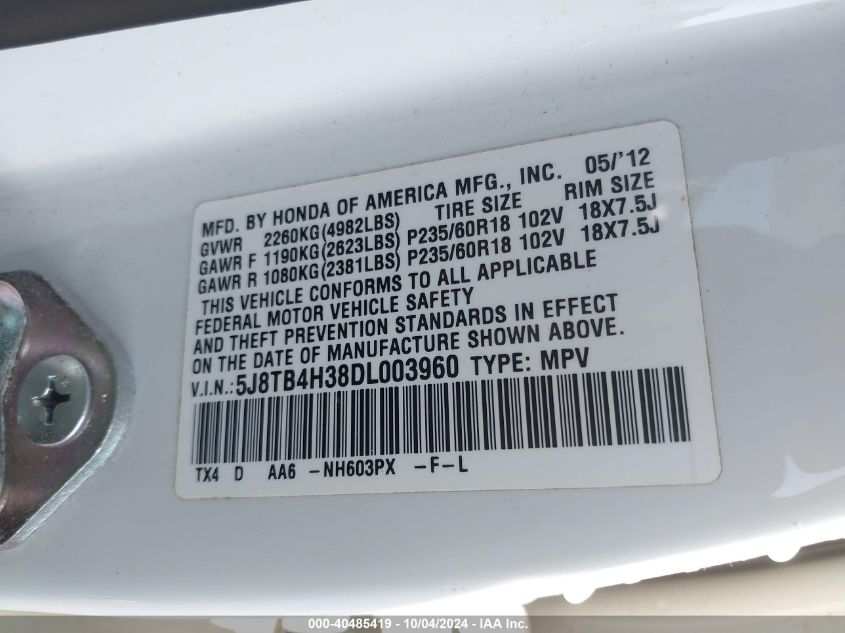 MFD. BY HONDA OF AMERICA MFG., INC. 05/'12
GVWR 2260KG(4982LBS) TIRE SIZE RIM SIZE
GAWR F 1190KG(2623LBS) P235/60R18 102V 18X7.5J
GAWR R 1080KG(2381LBS) P235/60R18 102V 18X7.5J
THIS VEHICLE CONFORMS TO ALL APPLICABLE
FEDERAL MOTOR VEHICLE SAFETY
AND THEFT PREVENTION STANDARDS IN EFFECT
ON THE DATE OF MANUFACTURE SHOWN ABOVE.
V.I.N.:5J8TB4H38DL003960 TYPE: MPV
TX4 D AA6 -NH603PX -F-L
000-40485419 - 10/04/2024 - IAA Inc.